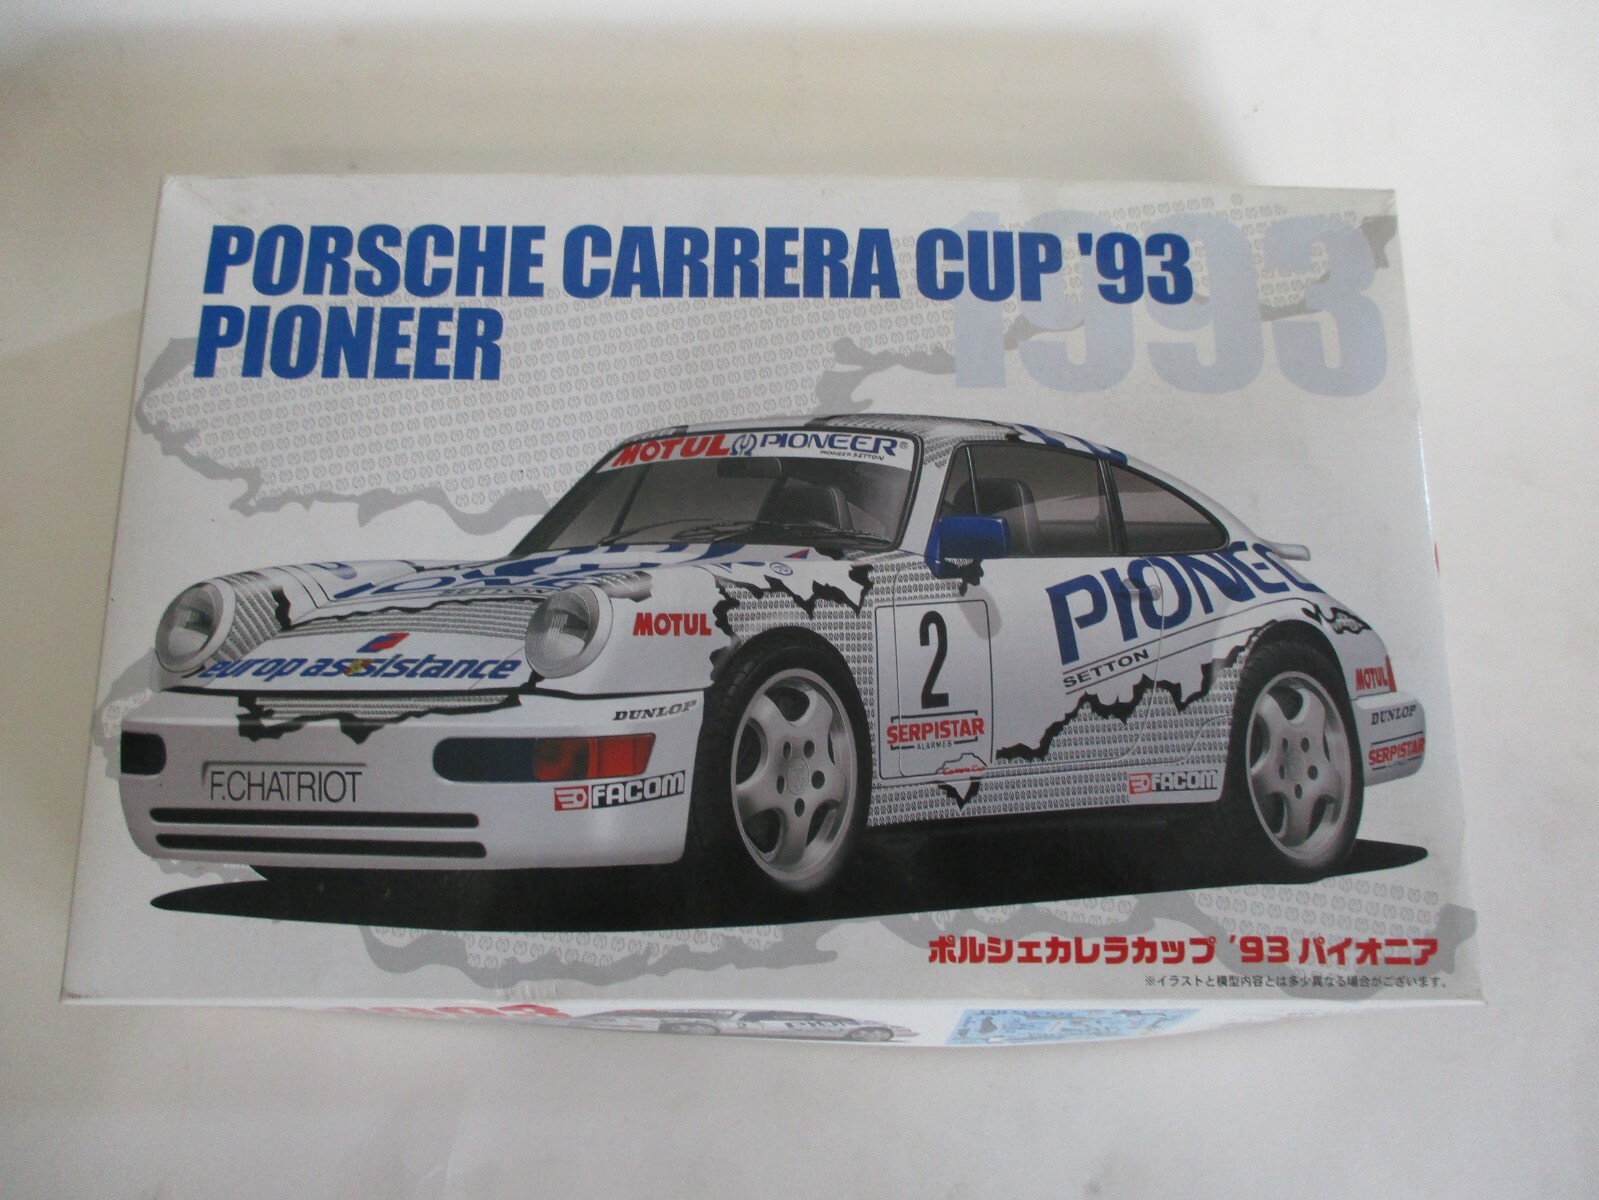 PORSCHE CARRERA CUP '93
PIONEER
1993
MOTUL PIONEER®
PIONEER SETTON
SETTON
MOTUL
europ assistance
DUNLOP
F.CHATRIOT
FACOM
2
SERPISTAR
ALARMES
PIONEE
SETTON
FACOM
MOTUL
DUNLOP
SERPISTAR
ポルシェカレラカップ '93 パイオニア
※イラストと模型内容とは多少異なる場合がございます。
1993
2